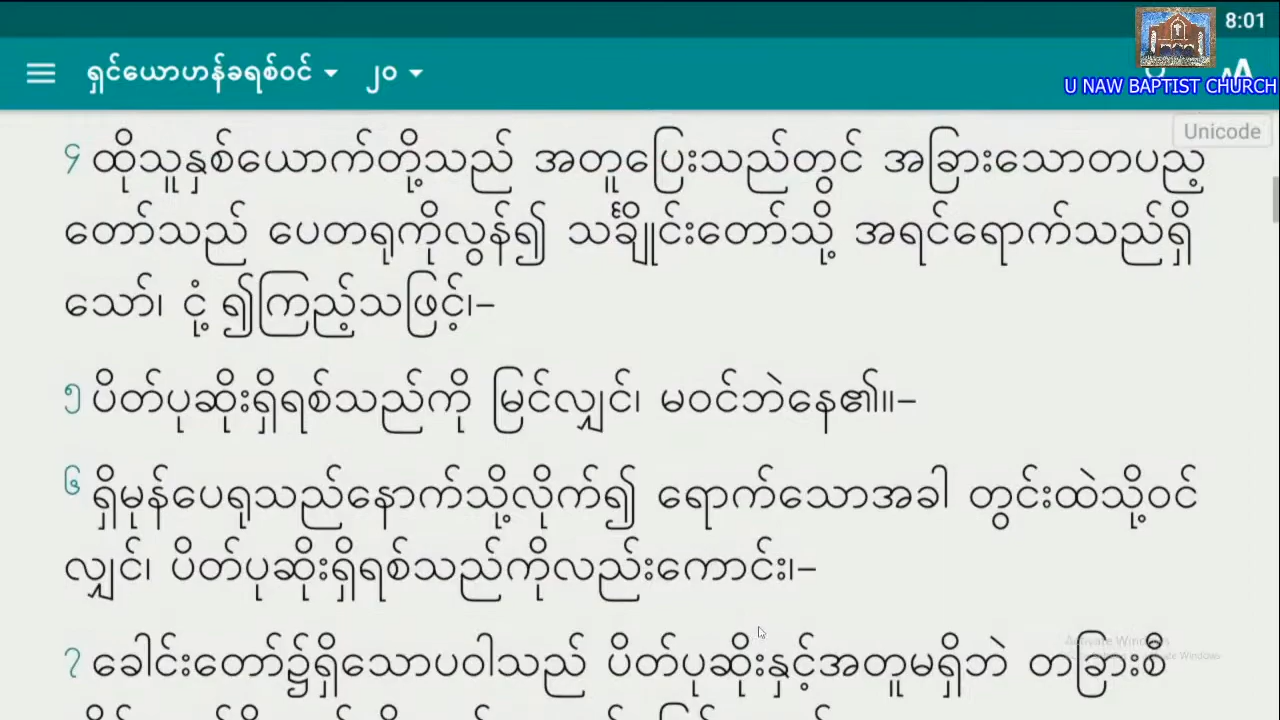 8:01
ရှင်ယောဟန်ခရစ်ဝင် ၂၀
U NAW BAPTIST CHURCH
Unicode
၄ ထိုသူနှစ်ယောက်တို့သည် အတူပြေးသည်တွင် အခြားသောတပည့်
တော်သည် ပေတရုကိုလွန်၍ သင်္ချိုင်းတော်သို့ အရင်ရောက်သည်ရှိ
သော်၊ ငုံ့ ၍ကြည့်သဖြင့်၊–
၅ ပိတ်ပုဆိုးရှိရစ်သည်ကို မြင်လျှင်၊ မဝင်ဘဲနေ၏။–
၆ ရှိမုန်ပေရုသည်နောက်သို့လိုက်၍ ရောက်သောအခါ တွင်းထဲသို့ဝင်
လျှင်၊ ပိတ်ပုဆိုးရှိရစ်သည်ကိုလည်းကောင်း၊–
Activate Windows
၇ ခေါင်းတော်၌ရှိသောပဝါသည် ပိတ်ပုဆိုးနှင့်အတူမရှိဘဲ တခြားစီ